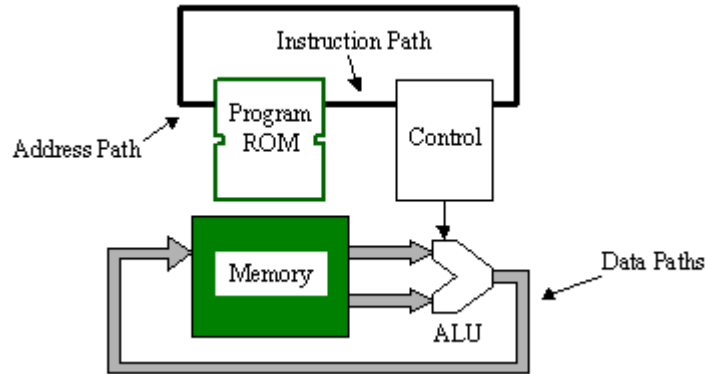 Instruction Path
Program
ROM
Control
Address Path
Memory
Data Paths
ALU